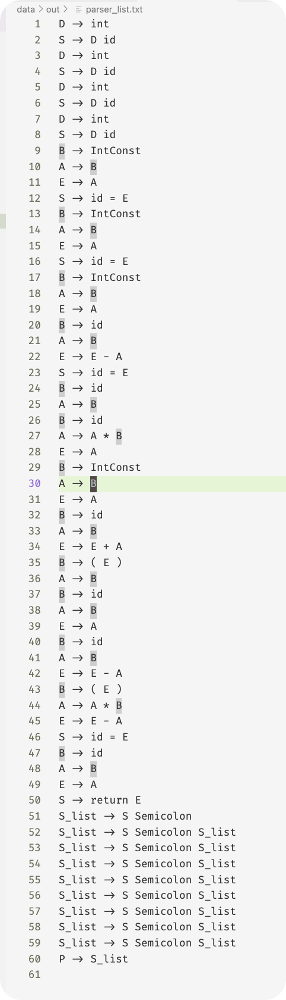 data > out > parser_list.txt
1 D -> int
2 S -> D id
3 D -> int
4 S -> D id
5 D -> int
6 S -> D id
7 D -> int
8 S -> D id
9 B -> IntConst
10 A -> B
11 E -> A
12 S -> id = E
13 B -> IntConst
14 A -> B
15 E -> A
16 S -> id = E
17 B -> IntConst
18 A -> B
19 E -> A
20 B -> id
21 A -> B
22 E -> E - A
23 S -> id = E
24 B -> id
25 A -> B
26 B -> id
27 A -> A * B
28 E -> A
29 B -> IntConst
30 A -> B
31 E -> A
32 B -> id
33 A -> B
34 E -> E + A
35 B -> ( E )
36 A -> B
37 B -> id
38 A -> B
39 E -> A
40 B -> id
41 A -> B
42 E -> E - A
43 B -> ( E )
44 A -> A * B
45 E -> E - A
46 S -> id = E
47 B -> id
48 A -> B
49 E -> A
50 S -> return E
51 S_list -> S Semicolon
52 S_list -> S Semicolon S_list
53 S_list -> S Semicolon S_list
54 S_list -> S Semicolon S_list
55 S_list -> S Semicolon S_list
56 S_list -> S Semicolon S_list
57 S_list -> S Semicolon S_list
58 S_list -> S Semicolon S_list
59 S_list -> S Semicolon S_list
60 P -> S_list
61